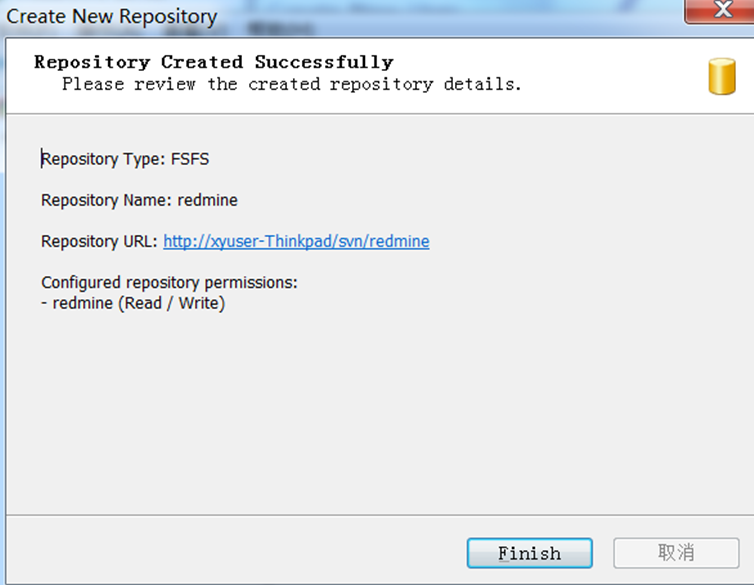 Create New Repository
Repository Created Successfully
Please review the created repository details.
Repository Type: FSFS
Repository Name: redmine
Repository URL: http://xyuser-Thinkpad/svn/redmine
Configured repository permissions:
- redmine (Read / Write)
Finish
取消